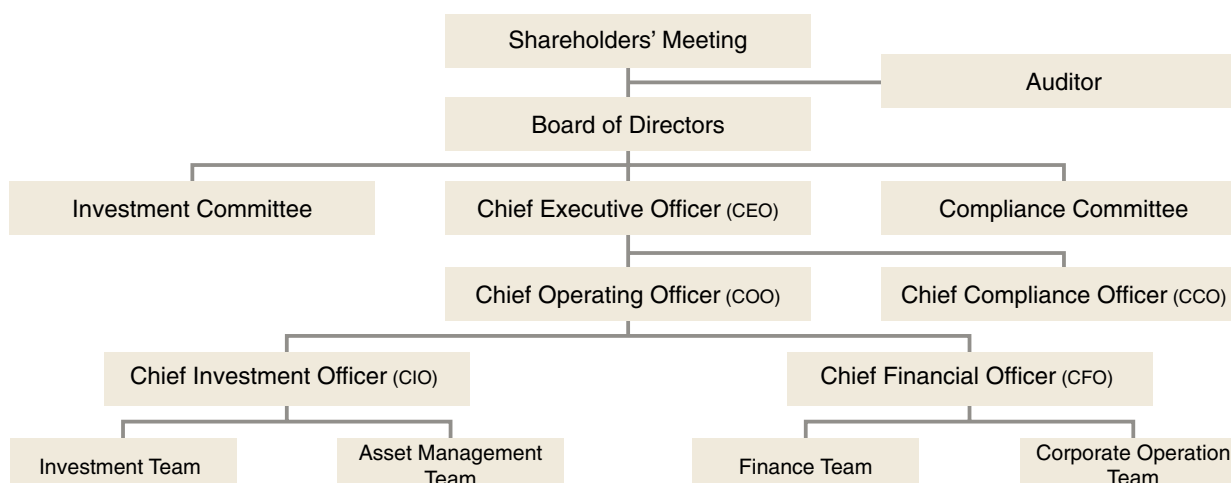 Shareholders’ Meeting
Auditor
Board of Directors
Investment Committee
Chief Executive Officer (CEO)
Compliance Committee
Chief Operating Officer (COO)
Chief Compliance Officer (CCO)
Chief Investment Officer (CIO)
Chief Financial Officer (CFO)
Investment Team
Asset Management
Team
Finance Team
Corporate Operation
Team